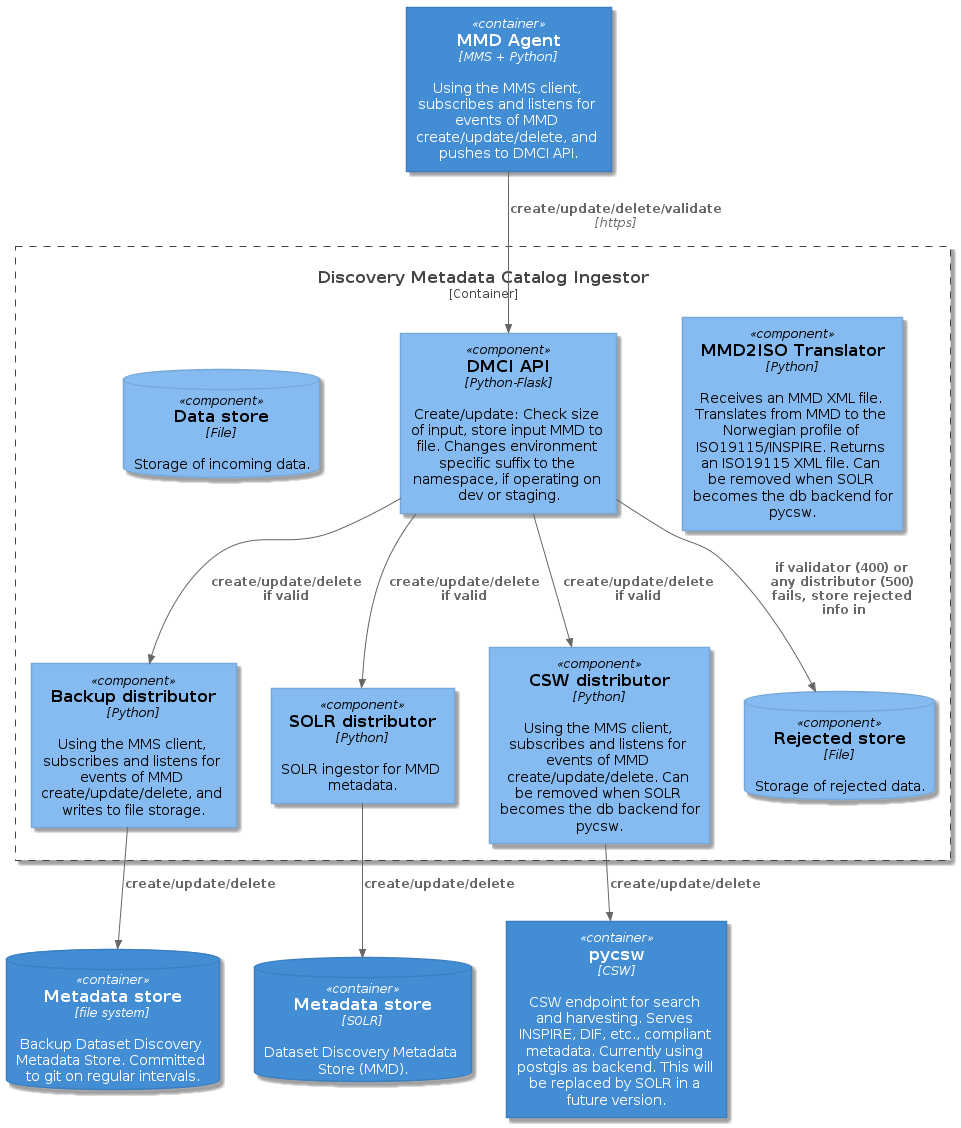 «container»
MMD Agent
[MMS + Python]
Using the MMS client,
subscribes and listens for
events of MMD
create/update/delete, and
pushes to DMCI API.
create/update/delete/validate
[https]
Discovery Metadata Catalog Ingestor
[Container]
«component»
DMCI API
[Python-Flask]
Create/update: Check size
of input, store input MMD to
file. Changes environment
specific suffix to the
namespace, if operating on
dev or staging.
«component»
MMD2ISO Translator
[Python]
Receives an MMD XML file.
Translates from MMD to the
Norwegian profile of
ISO19115/INSPIRE. Returns
an ISO19115 XML file. Can
be removed when SOLR
becomes the db backend for
pycsw.
«component»
Data store
[File]
Storage of incoming data.
create/update/delete
if valid
create/update/delete
if valid
create/update/delete
if valid
if validator (400) or
any distributor (500)
fails, store rejected
info in
«component»
Backup distributor
[Python]
Using the MMS client,
subscribes and listens for
events of MMD
create/update/delete, and
writes to file storage.
«component»
SOLR distributor
[Python]
SOLR ingestor for MMD
metadata.
«component»
CSW distributor
[Python]
Using the MMS client,
subscribes and listens for
events of MMD
create/update/delete. Can
be removed when SOLR
becomes the db backend for
pycsw.
«component»
Rejected store
[File]
Storage of rejected data.
create/update/delete
create/update/delete
create/update/delete
«container»
Metadata store
[file system]
Backup Dataset Discovery
Metadata Store. Committed
to git on regular intervals.
«container»
Metadata store
[SOLR]
Dataset Discovery Metadata
Store (MMD).
«container»
pycsw
[CSW]
CSW endpoint for search
and harvesting. Serves
INSPIRE, DIF, etc., compliant
metadata. Currently using
postgis as backend. This will
be replaced by SOLR in a
future version.